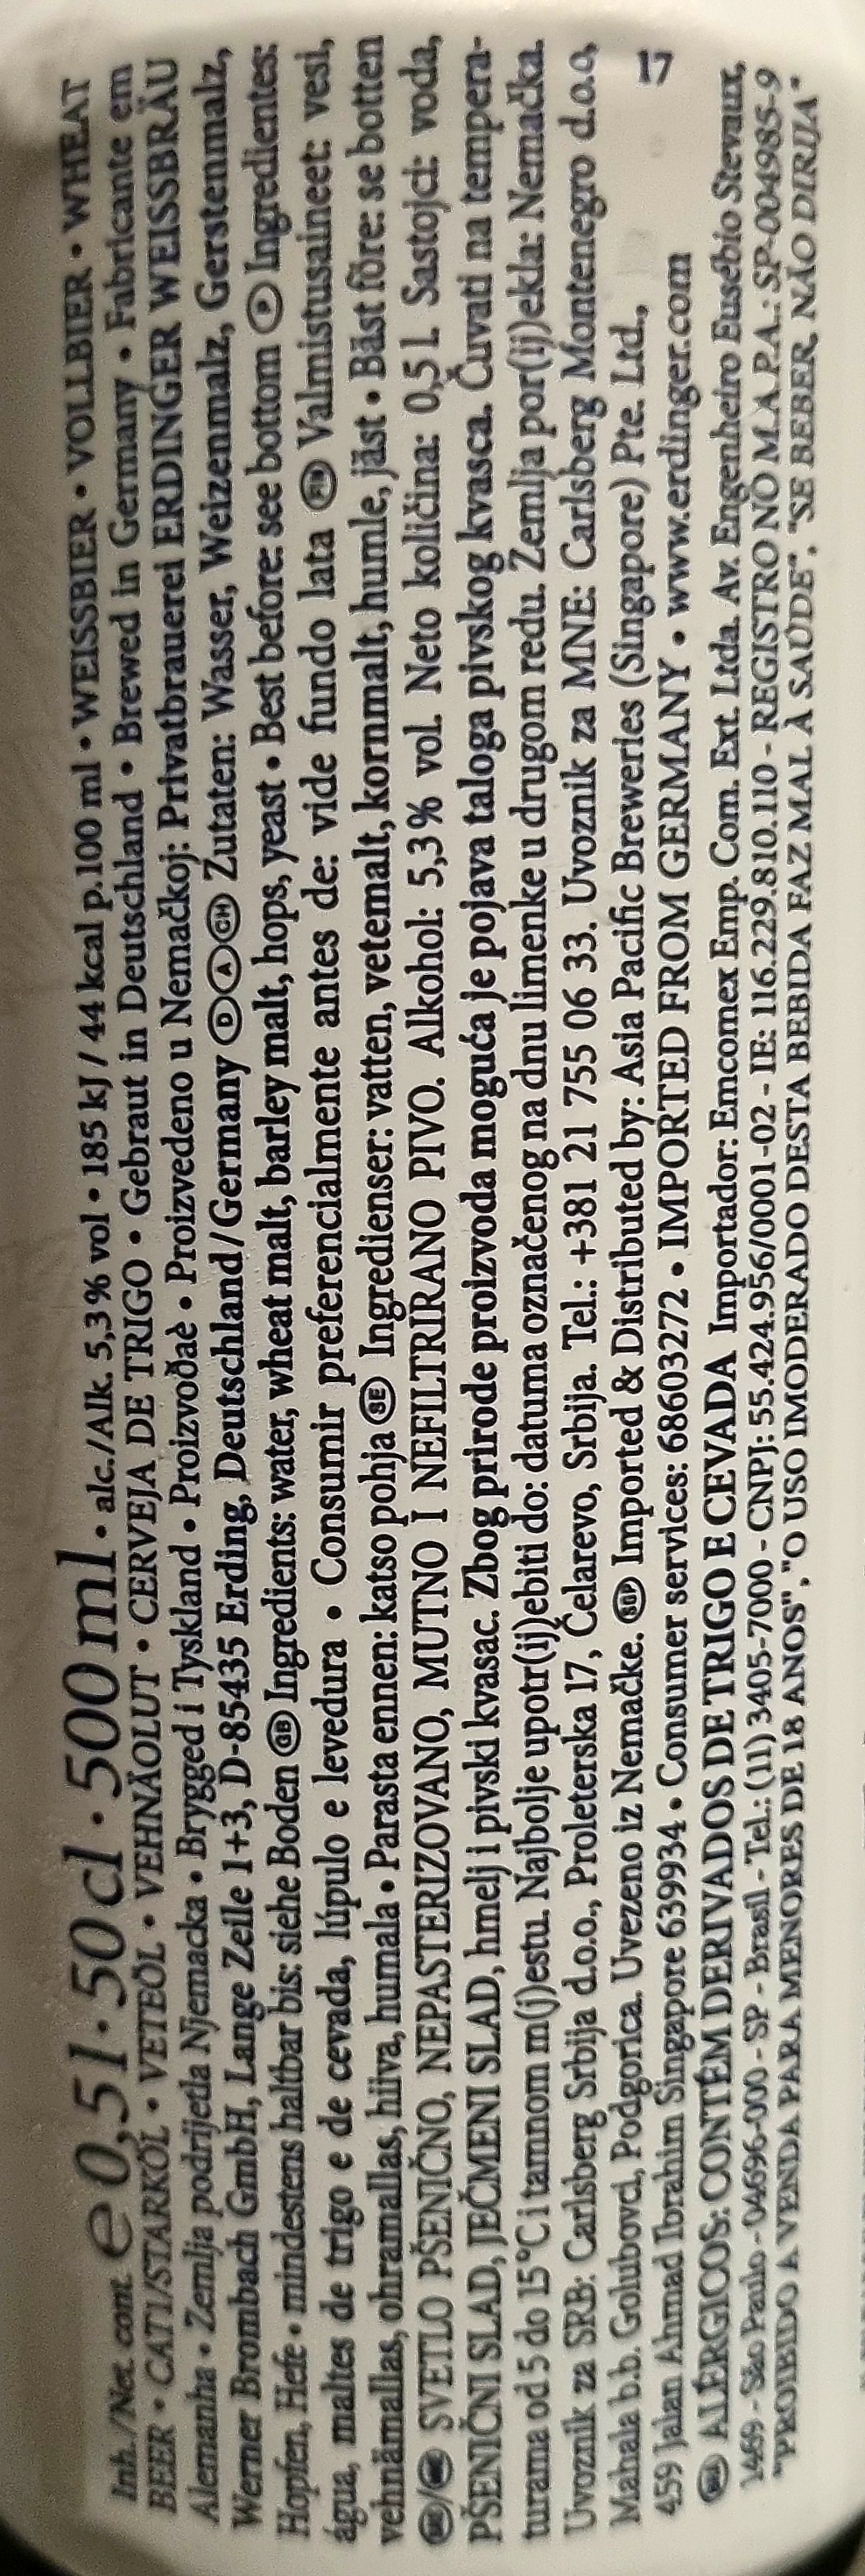 Inh./Net. cont. e 0,5 l · 50 cl · 500 ml · alc./Alk. 5,3 % vol • 185 kJ / 44 kcal p.100 ml • WEISSBIER • VOLLBIER • WHEAT
BEER • CAT1/STARKÖL • VETEÖL • VEHNÄOLUT • CERVEJA DE TRIGO • Gebraut in Deutschland • Brewed in Germany • Fabricante em
Alemanha • Zemlja podrijetla Njemacka • Brygged i Tyskland • Proizvoðaè • Proizvedeno u Nemačkoj: Privatbrauerei ERDINGER WEISSBRÄU
Werner Brombach GmbH, Lange Zeile 1+3, D-85435 Erding, Deutschland/Germany D A CH Zutaten: Wasser, Weizenmalz, Gerstenmalz,
Hopfen, Hefe • mindestens haltbar bis: siehe Boden GB Ingredients: water, wheat malt, barley malt, hops, yeast • Best before: see bottom P Ingredientes:
água, maltes de trigo e de cevada, lúpulo e levedura • Consumir preferencialmente antes de: vide fundo lata FIN Valmistusaineet: vesi,
vehnämallas, ohramallas, hiiva, humala • Parasta ennen: katso pohja SE Ingredienser: vatten, vetemalt, kornmalt, humle, jäst • Bäst före: se botten
SVETLO PŠENIČNO, NEPASTERIZOVANO, MUTNO I NEFILTRIRANO PIVO. Alkohol: 5,3 % vol. Neto količina: 0,5 l. Sastojci: voda,
PŠENIČNI SLAD, JEČMENI SLAD, hmelj i pivski kvasac. Zbog prirode proizvoda moguća je pojava taloga pivskog kvasca. Čuvati na tempera-
turama od 5 do 15°C i tamnom m(j)estu. Najbolje upotr(ij)ebiti do: datuma označenog na dnu limenke u drugom redu. Zemlja por(ij)ekla: Nemačka.
Uvoznik za SRB: Carlsberg Srbija d.o.o., Proleterska 17, Čelarevo, Srbija. Tel.: +381 21 755 06 33. Uvoznik za MNE: Carlsberg Montenegro d.o.o,
Mahala b.b. Golubovci, Podgorica. Uvezeno iz Nemačke. SGP Imported & Distributed by: Asia Pacific Breweries (Singapore) Pte. Ltd.,
459 Jalan Ahmad Ibrahim Singapore 639934 • Consumer services: 68603272 • IMPORTED FROM GERMANY • www.erdinger.com
17
ALÉRGICOS: CONTÉM DERIVADOS DE TRIGO E CEVADA Importador: Emcomex Emp. Com. Ext. Ltda. Av. Engenheiro Eusébio Stevaux,
1469 - São Paulo - 04696-000 - SP - Brasil - Tel.: (11) 3405-7000 - CNPJ: 55.424.956/0001-02 - IE: 116.229.810.110 - REGISTRO NO M.A.P.A.: SP-004985-9
"PROIBIDO A VENDA PARA MENORES DE 18 ANOS", "O USO IMODERADO DESTA BEBIDA FAZ MAL À SAÚDE", "SE BEBER, NÃO DIRIJA"